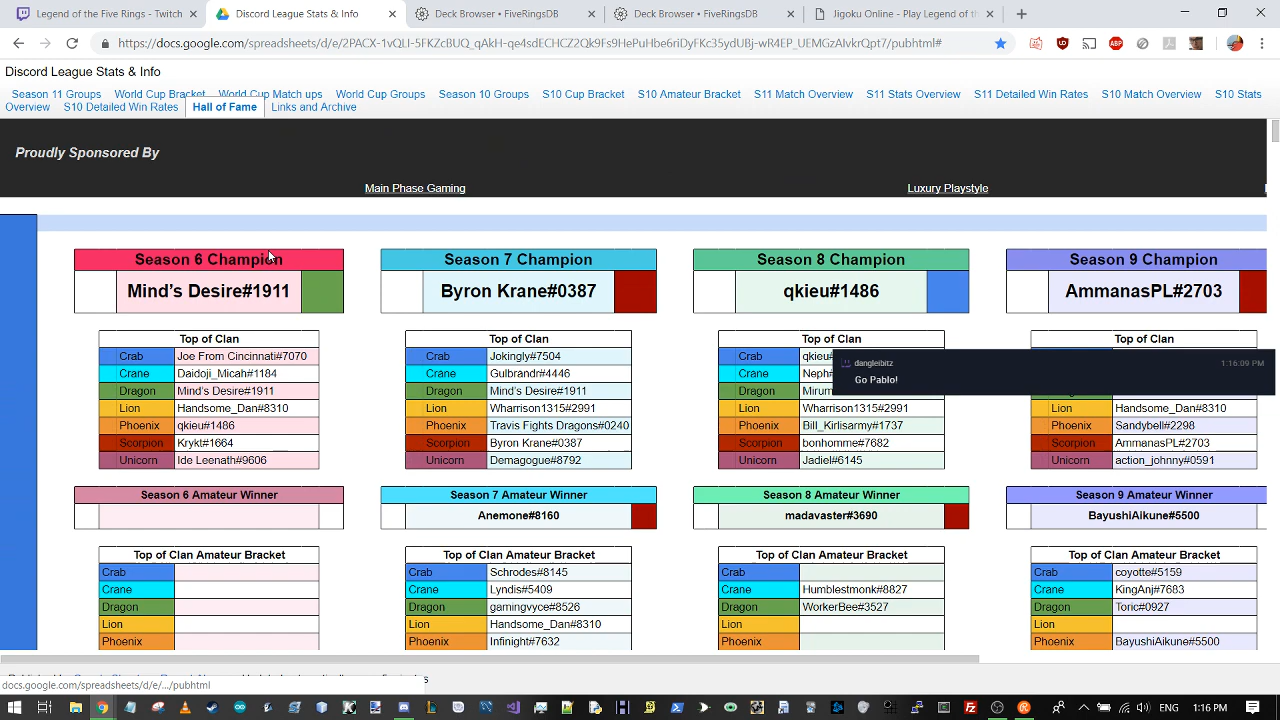 Legend of the Five Rings - Twitch
Discord League Stats & Info
Deck Browser • FiveRingsDB
Deck Browser • FiveRingsDB
Jigoku Online - Play Legend of th
Discord League Stats & Info
Season 11 Groups World Cup Bracket World Cup Match ups World Cup Groups Season 10 Groups S10 Cup Bracket S10 Amateur Bracket S11 Match Overview S11 Stats Overview S11 Detailed Win Rates S10 Match Overview S10 Stats
Overview S10 Detailed Win Rates Hall of Fame Links and Archive
Proudly Sponsored By
Main Phase Gaming Luxury Playstyle
Season 6 Champion Season 7 Champion Season 8 Champion Season 9 Champion
Mind's Desire#1911 Byron Krane#0387 qkieu#1486 AmmanasPL#2703
Top of Clan Top of Clan Top of Clan Top of Clan
Crab Joe From Cincinnati#7070 Crab Jokingly#7504 Crab qkieu#
Crane Daidoji_Micah#1184 Crane Gulbrandr#4446 Crane Neph#
Dragon Mind's Desire#1911 Dragon Mind's Desire#1911 Dragon Mirum
dangleibitz 1:16:09 PM
Go Pablo!
Lion Handsome_Dan#8310 Lion Wharrison1315#2991 Lion Wharrison1315#2991 Lion Handsome_Dan#8310
Phoenix qkieu#1486 Phoenix Travis Fights Dragons#0240 Phoenix Bill_Kirlisarmy#1737 Phoenix Sandybell#2298
Scorpion Krykt#1664 Scorpion Byron Krane#0387 Scorpion bonhomme#7682 Scorpion AmmanasPL#2703
Unicorn Ide Leenath#9606 Unicorn Demagogue#8792 Unicorn Jadiel#6145 Unicorn action_johnny#0591
Season 6 Amateur Winner Season 7 Amateur Winner Season 8 Amateur Winner Season 9 Amateur Winner
Anemone#8160 madavaster#3690 BayushiAikune#5500
Top of Clan Amateur Bracket Top of Clan Amateur Bracket Top of Clan Amateur Bracket Top of Clan Amateur Bracket
Crab Crab Schrodes#8145 Crab Crab coyotte#5159
Crane Crane Lyndis#5409 Crane Humblestmonk#8827 Crane KingAnj#7683
Dragon Dragon gamingvyce#8526 Dragon WorkerBee#3527 Dragon Toric#0927
Lion Lion Handsome_Dan#8310 Lion Lion
Phoenix Phoenix Infinight#7632 Phoenix Phoenix BayushiAikune#5500
docs.google.com/spreadsheets/d/e/.../pubhtml
ENG 1:16 PM